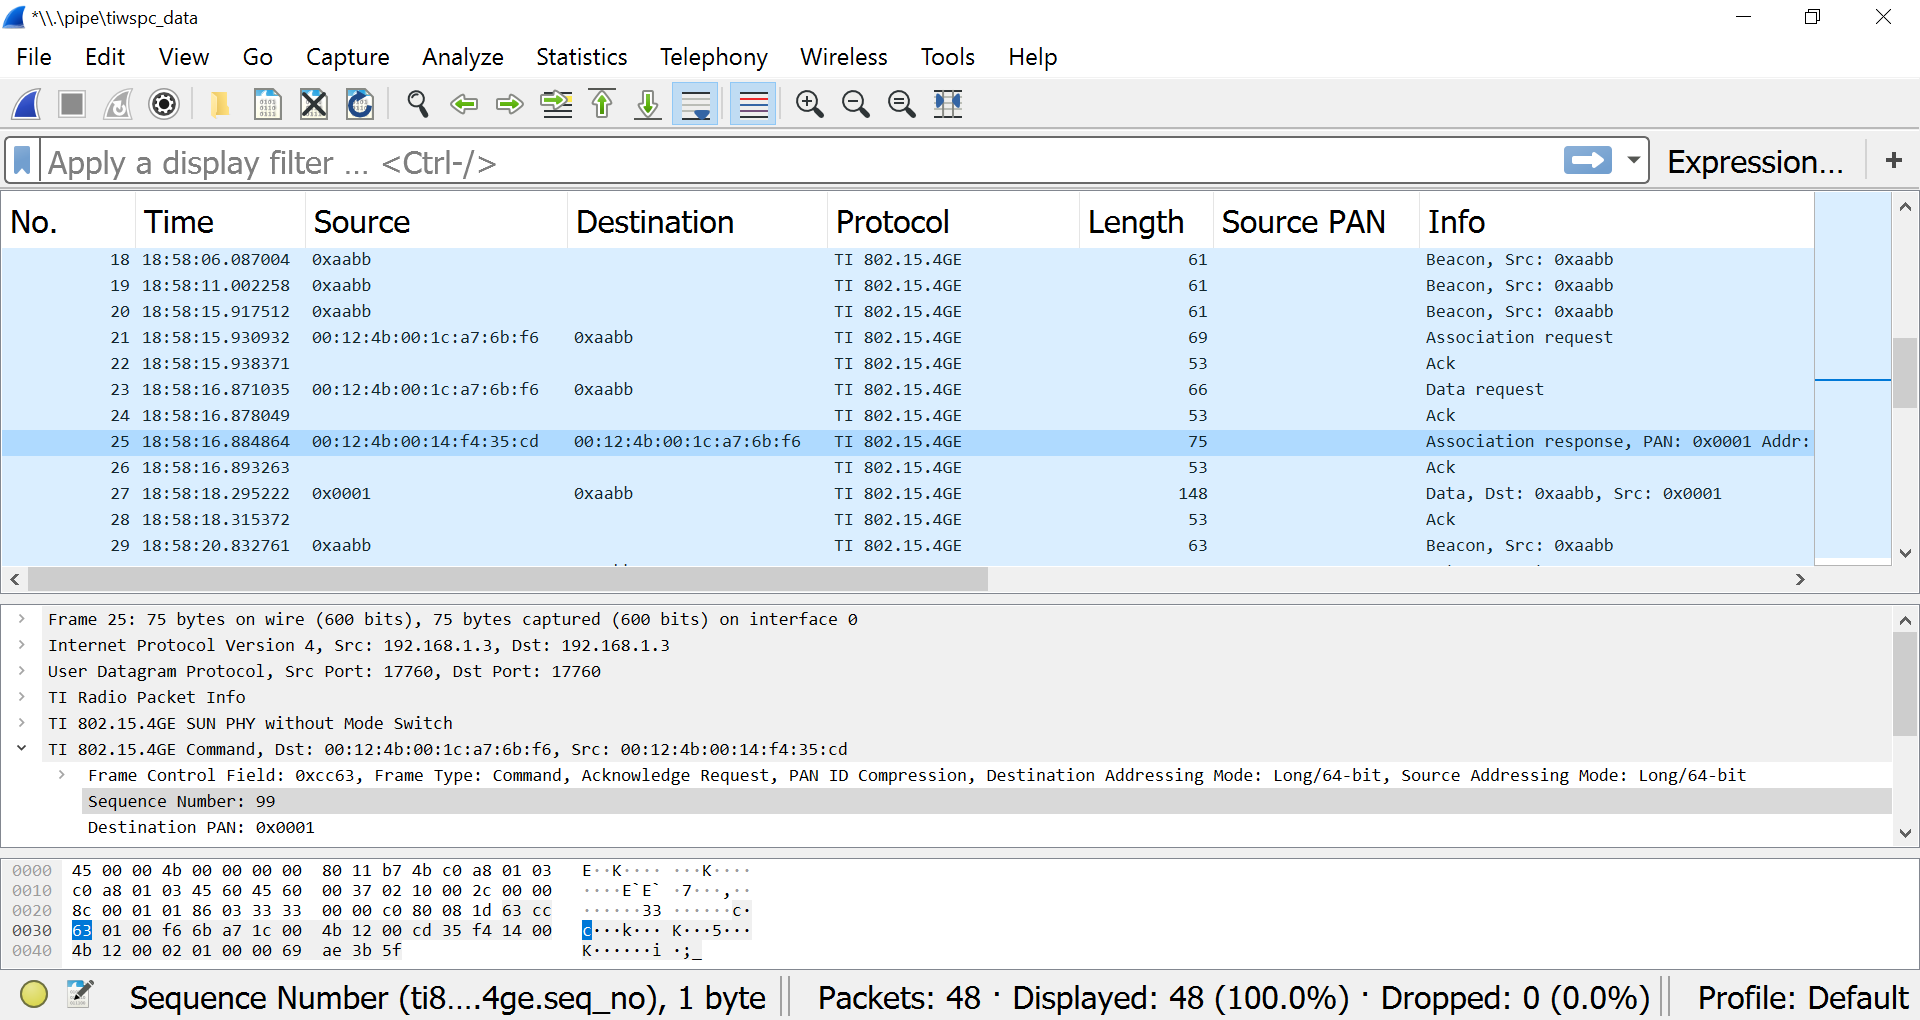 *\\.\pipe\tiwspc_data
File Edit View Go Capture Analyze Statistics Telephony Wireless Tools Help
Apply a display filter ... <Ctrl-/> Expression... +
No. Time Source Destination Protocol Length Source PAN Info
18 18:58:06.087004 0xaabb TI 802.15.4GE 61 Beacon, Src: 0xaabb
19 18:58:11.002258 0xaabb TI 802.15.4GE 61 Beacon, Src: 0xaabb
20 18:58:15.917512 0xaabb TI 802.15.4GE 61 Beacon, Src: 0xaabb
21 18:58:15.930932 00:12:4b:00:1c:a7:6b:f6 0xaabb TI 802.15.4GE 69 Association request
22 18:58:15.938371 TI 802.15.4GE 53 Ack
23 18:58:16.871035 00:12:4b:00:1c:a7:6b:f6 0xaabb TI 802.15.4GE 66 Data request
24 18:58:16.878049 TI 802.15.4GE 53 Ack
25 18:58:16.884864 00:12:4b:00:14:f4:35:cd 00:12:4b:00:1c:a7:6b:f6 TI 802.15.4GE 75 Association response, PAN: 0x0001 Addr:
26 18:58:16.893263 TI 802.15.4GE 53 Ack
27 18:58:18.295222 0x0001 0xaabb TI 802.15.4GE 148 Data, Dst: 0xaabb, Src: 0x0001
28 18:58:18.315372 TI 802.15.4GE 53 Ack
29 18:58:20.832761 0xaabb TI 802.15.4GE 63 Beacon, Src: 0xaabb
Frame 25: 75 bytes on wire (600 bits), 75 bytes captured (600 bits) on interface 0
Internet Protocol Version 4, Src: 192.168.1.3, Dst: 192.168.1.3
User Datagram Protocol, Src Port: 17760, Dst Port: 17760
TI Radio Packet Info
TI 802.15.4GE SUN PHY without Mode Switch
TI 802.15.4GE Command, Dst: 00:12:4b:00:1c:a7:6b:f6, Src: 00:12:4b:00:14:f4:35:cd
Frame Control Field: 0xcc63, Frame Type: Command, Acknowledge Request, PAN ID Compression, Destination Addressing Mode: Long/64-bit, Source Addressing Mode: Long/64-bit
Sequence Number: 99
Destination PAN: 0x0001
0000 45 00 00 4b 00 00 00 00 80 11 b7 4b c0 a8 01 03 E··K···· ···K····
0010 c0 a8 01 03 45 60 45 60 00 37 02 10 00 2c 00 00 ····E`E` ·7···,··
0020 8c 00 01 01 86 03 33 33 00 00 c0 80 08 1d 63 cc ······33 ······c·
0030 63 01 00 f6 6b a7 1c 00 4b 12 00 cd 35 f4 14 00 c···k··· K···5···
0040 4b 12 00 02 01 00 00 69 ae 3b 5f K······i ·;_
Sequence Number (ti8....4ge.seq_no), 1 byte Packets: 48 · Displayed: 48 (100.0%) · Dropped: 0 (0.0%) Profile: Default